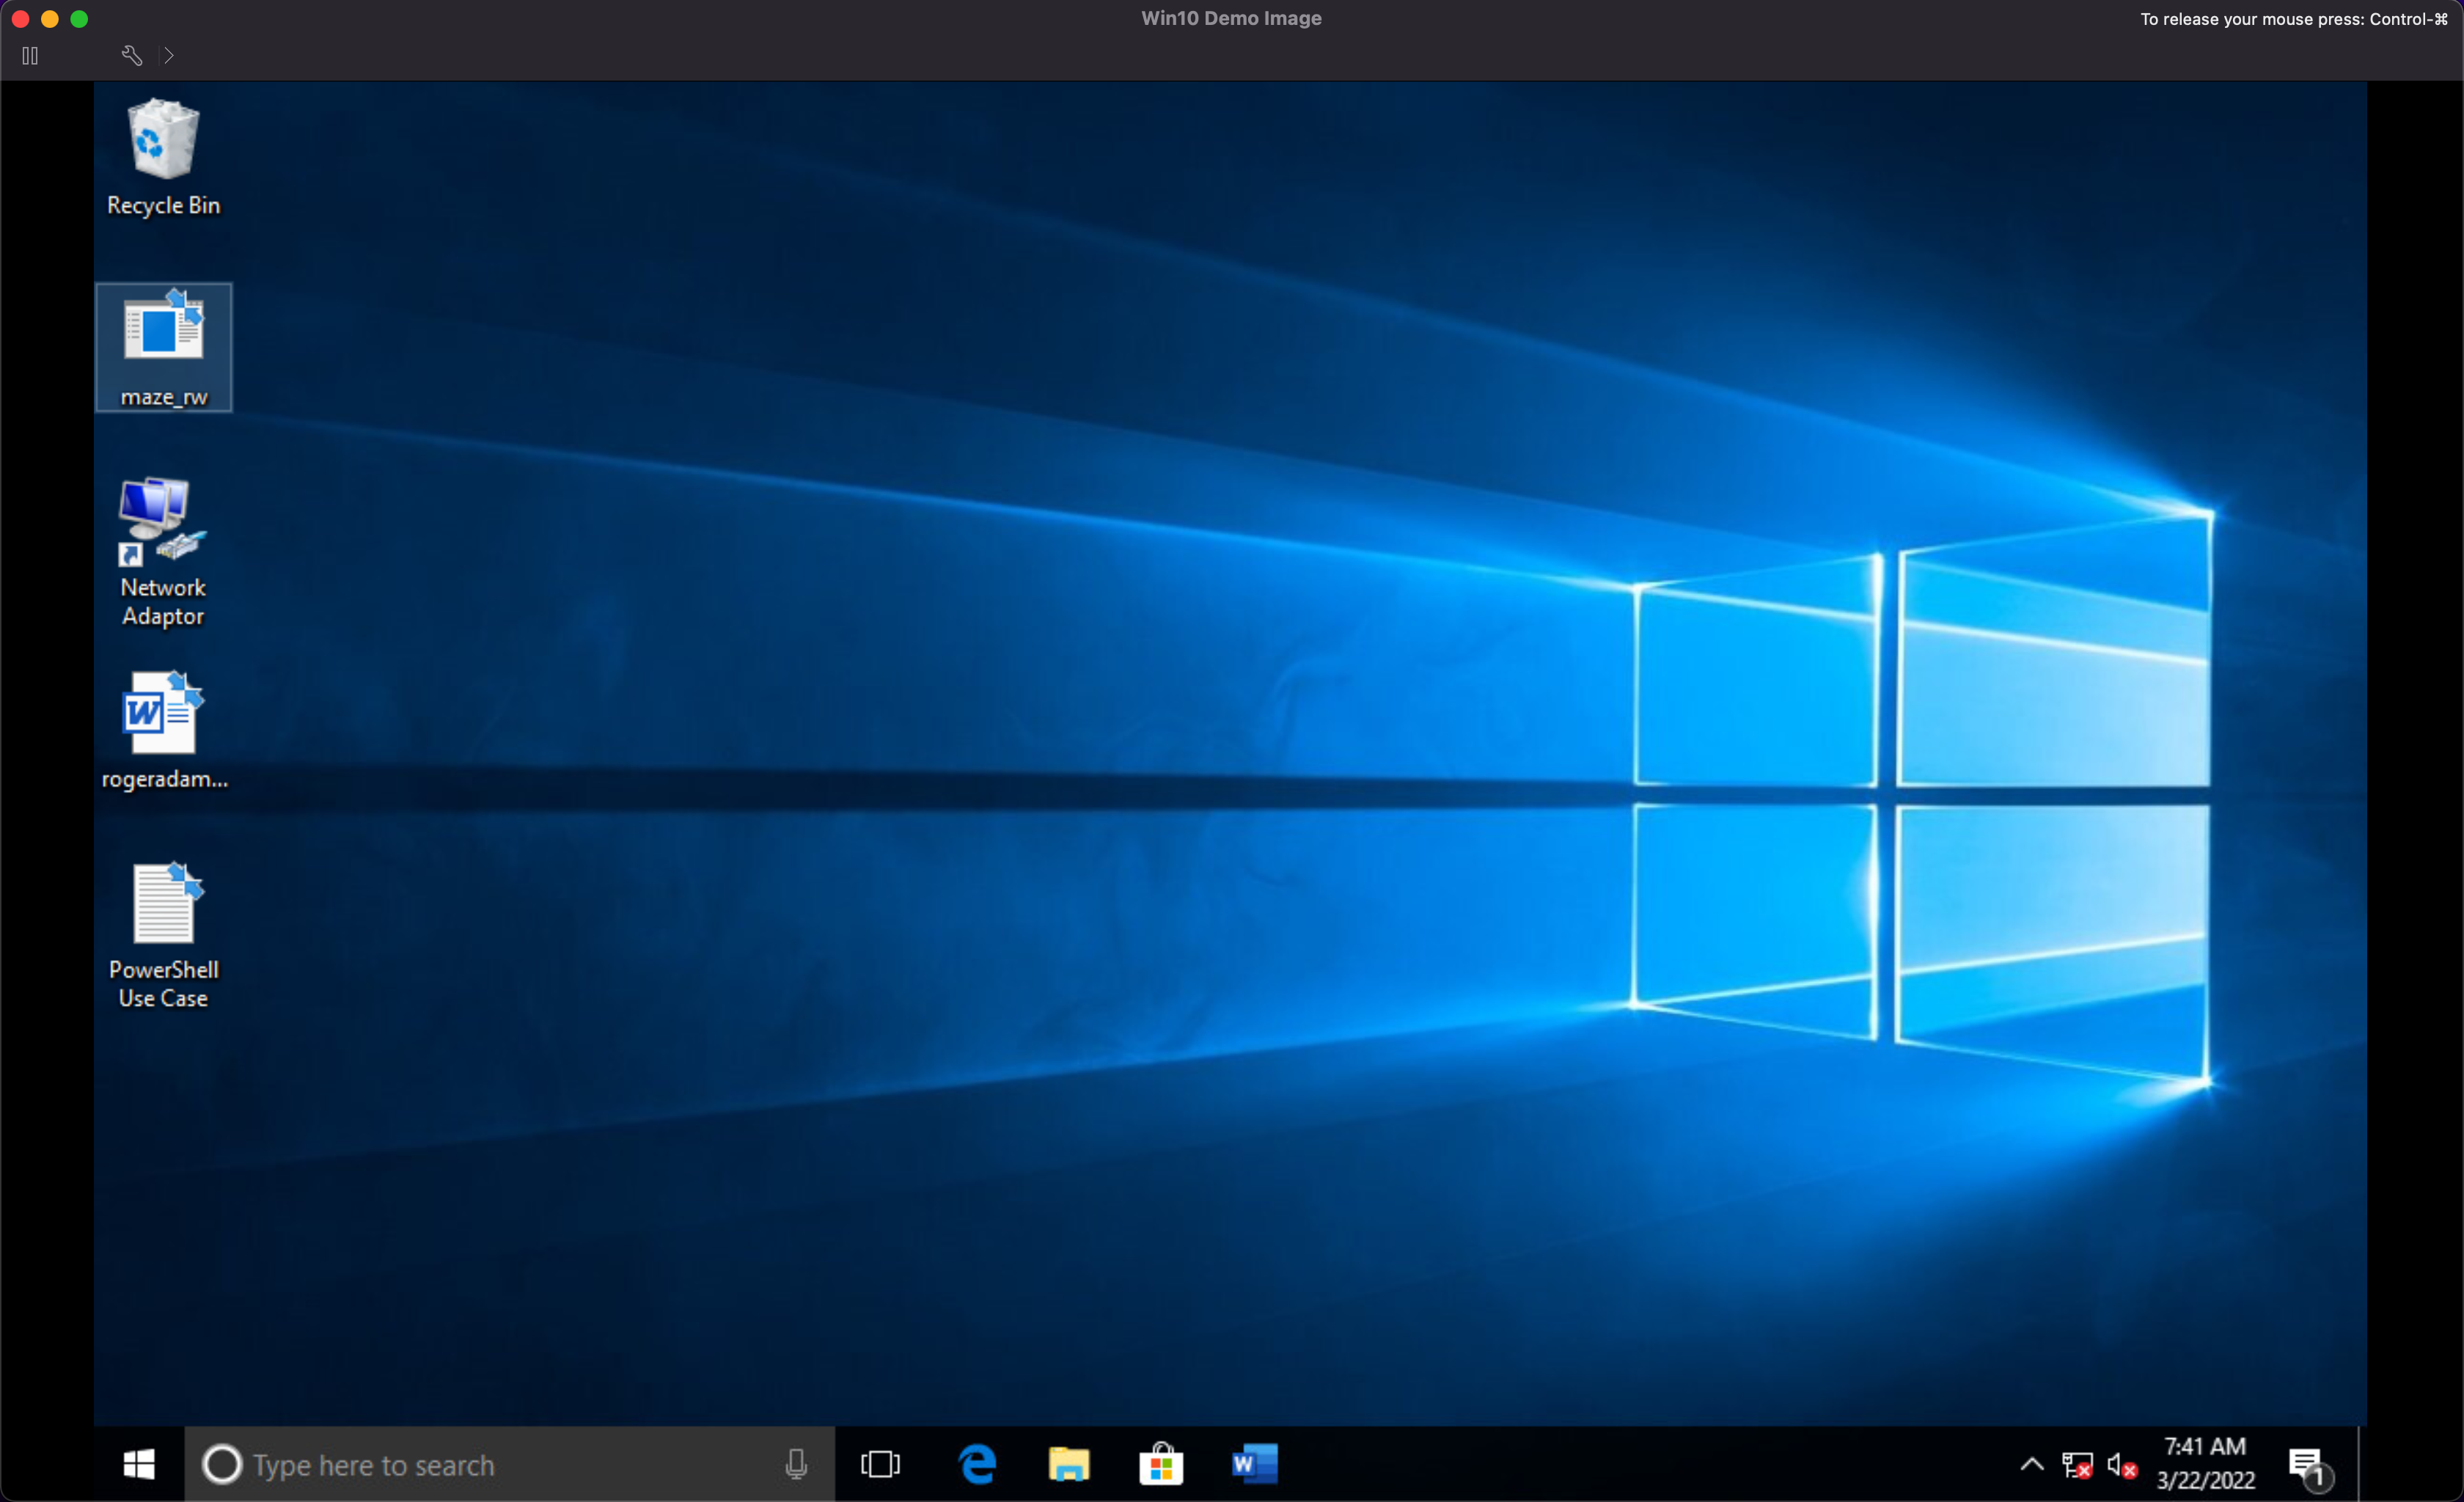 Win10 Demo Image
To release your mouse press: Control-⌘
Recycle Bin
maze_rw
Network
Adaptor
rogeradam...
PowerShell
Use Case
Type here to search
7:41 AM
3/22/2022
1